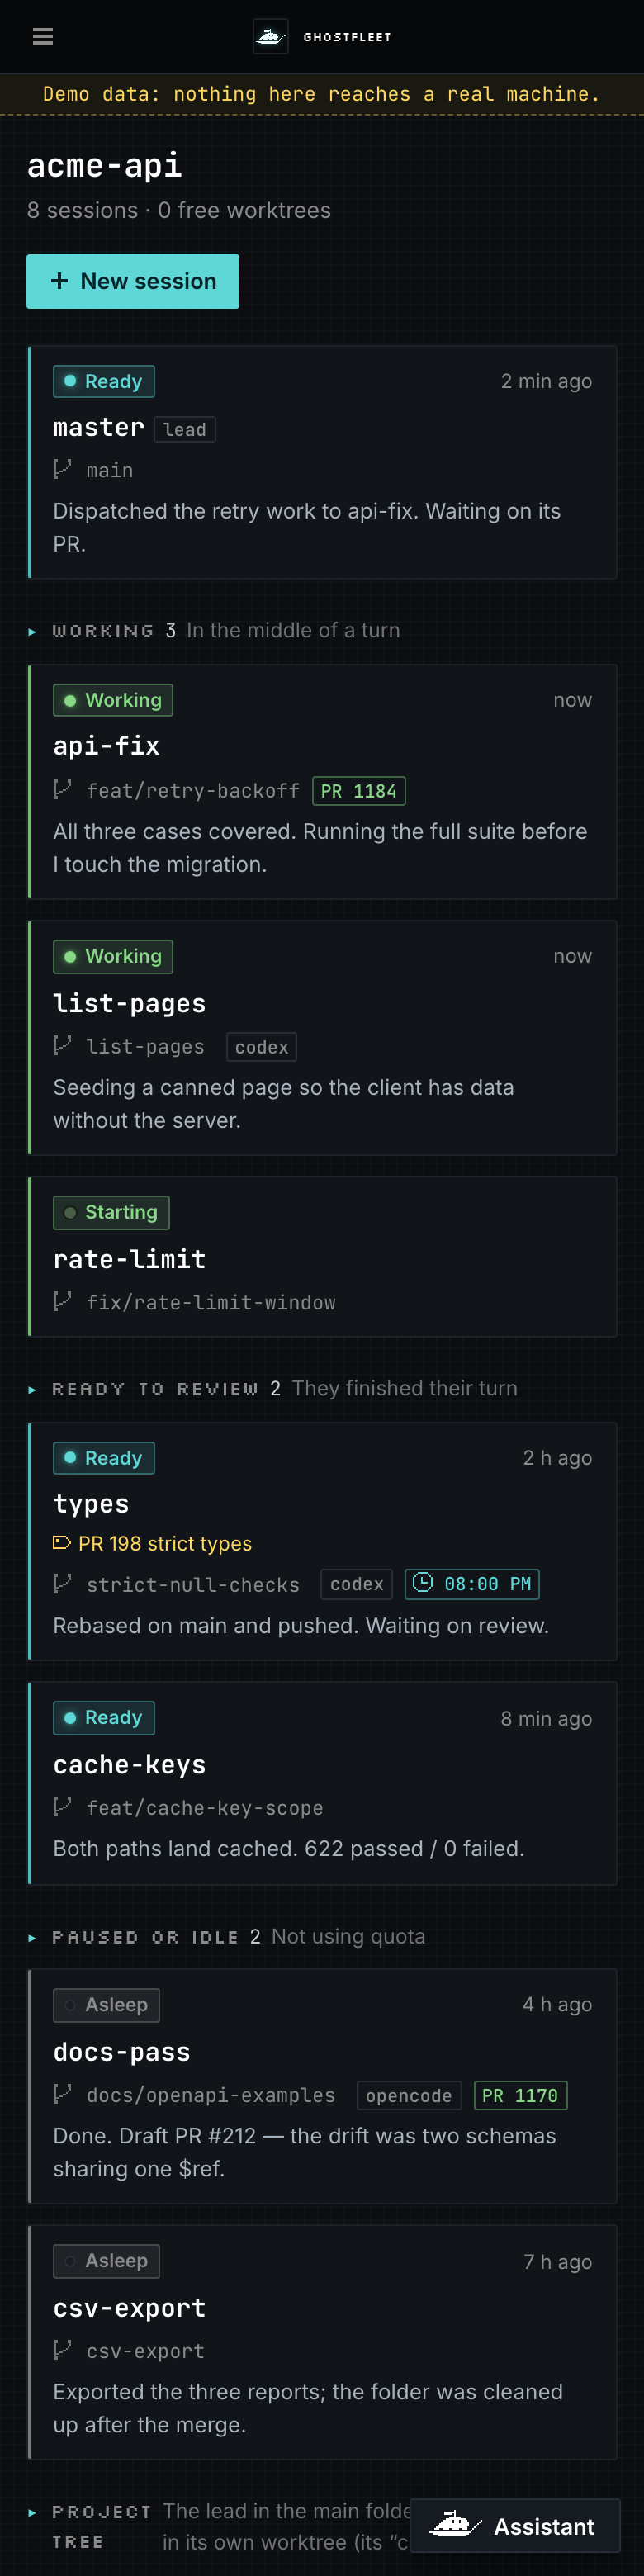 GHOSTFLEET
Demo data: nothing here reaches a real machine.
acme-api
8 sessions · 0 free worktrees
+ New session
Ready 2 min ago
master lead
main
Dispatched the retry work to api-fix. Waiting on its
PR.
WORKING 3 In the middle of a turn
Working now
api-fix
feat/retry-backoff PR 1184
All three cases covered. Running the full suite before
I touch the migration.
Working now
list-pages
list-pages codex
Seeding a canned page so the client has data
without the server.
Starting
rate-limit
fix/rate-limit-window
READY TO REVIEW 2 They finished their turn
Ready 2 h ago
types
PR 198 strict types
strict-null-checks codex 08:00 PM
Rebased on main and pushed. Waiting on review.
Ready 8 min ago
cache-keys
feat/cache-key-scope
Both paths land cached. 622 passed / 0 failed.
PAUSED OR IDLE 2 Not using quota
Asleep 4 h ago
docs-pass
docs/openapi-examples opencode PR 1170
Done. Draft PR #212 — the drift was two schemas
sharing one $ref.
Asleep 7 h ago
csv-export
csv-export
Exported the three reports; the folder was cleaned
up after the merge.
PROJECT The lead in the main folde
TREE in its own worktree (its “c
Assistant